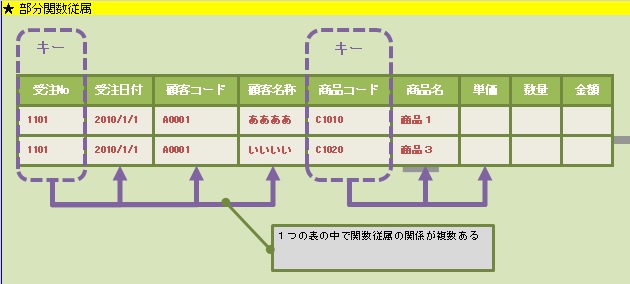 ★ 部分関数従属
キー キー
受注No 受注日付 顧客コード 顧客名称 商品コード 商品名 単価 数量 金額
1101 2010/1/1 A0001 ああああ C1010 商品1
1101 2010/1/1 A0001 いいいい C1020 商品3
1つの表の中で関数従属の関係が複数ある